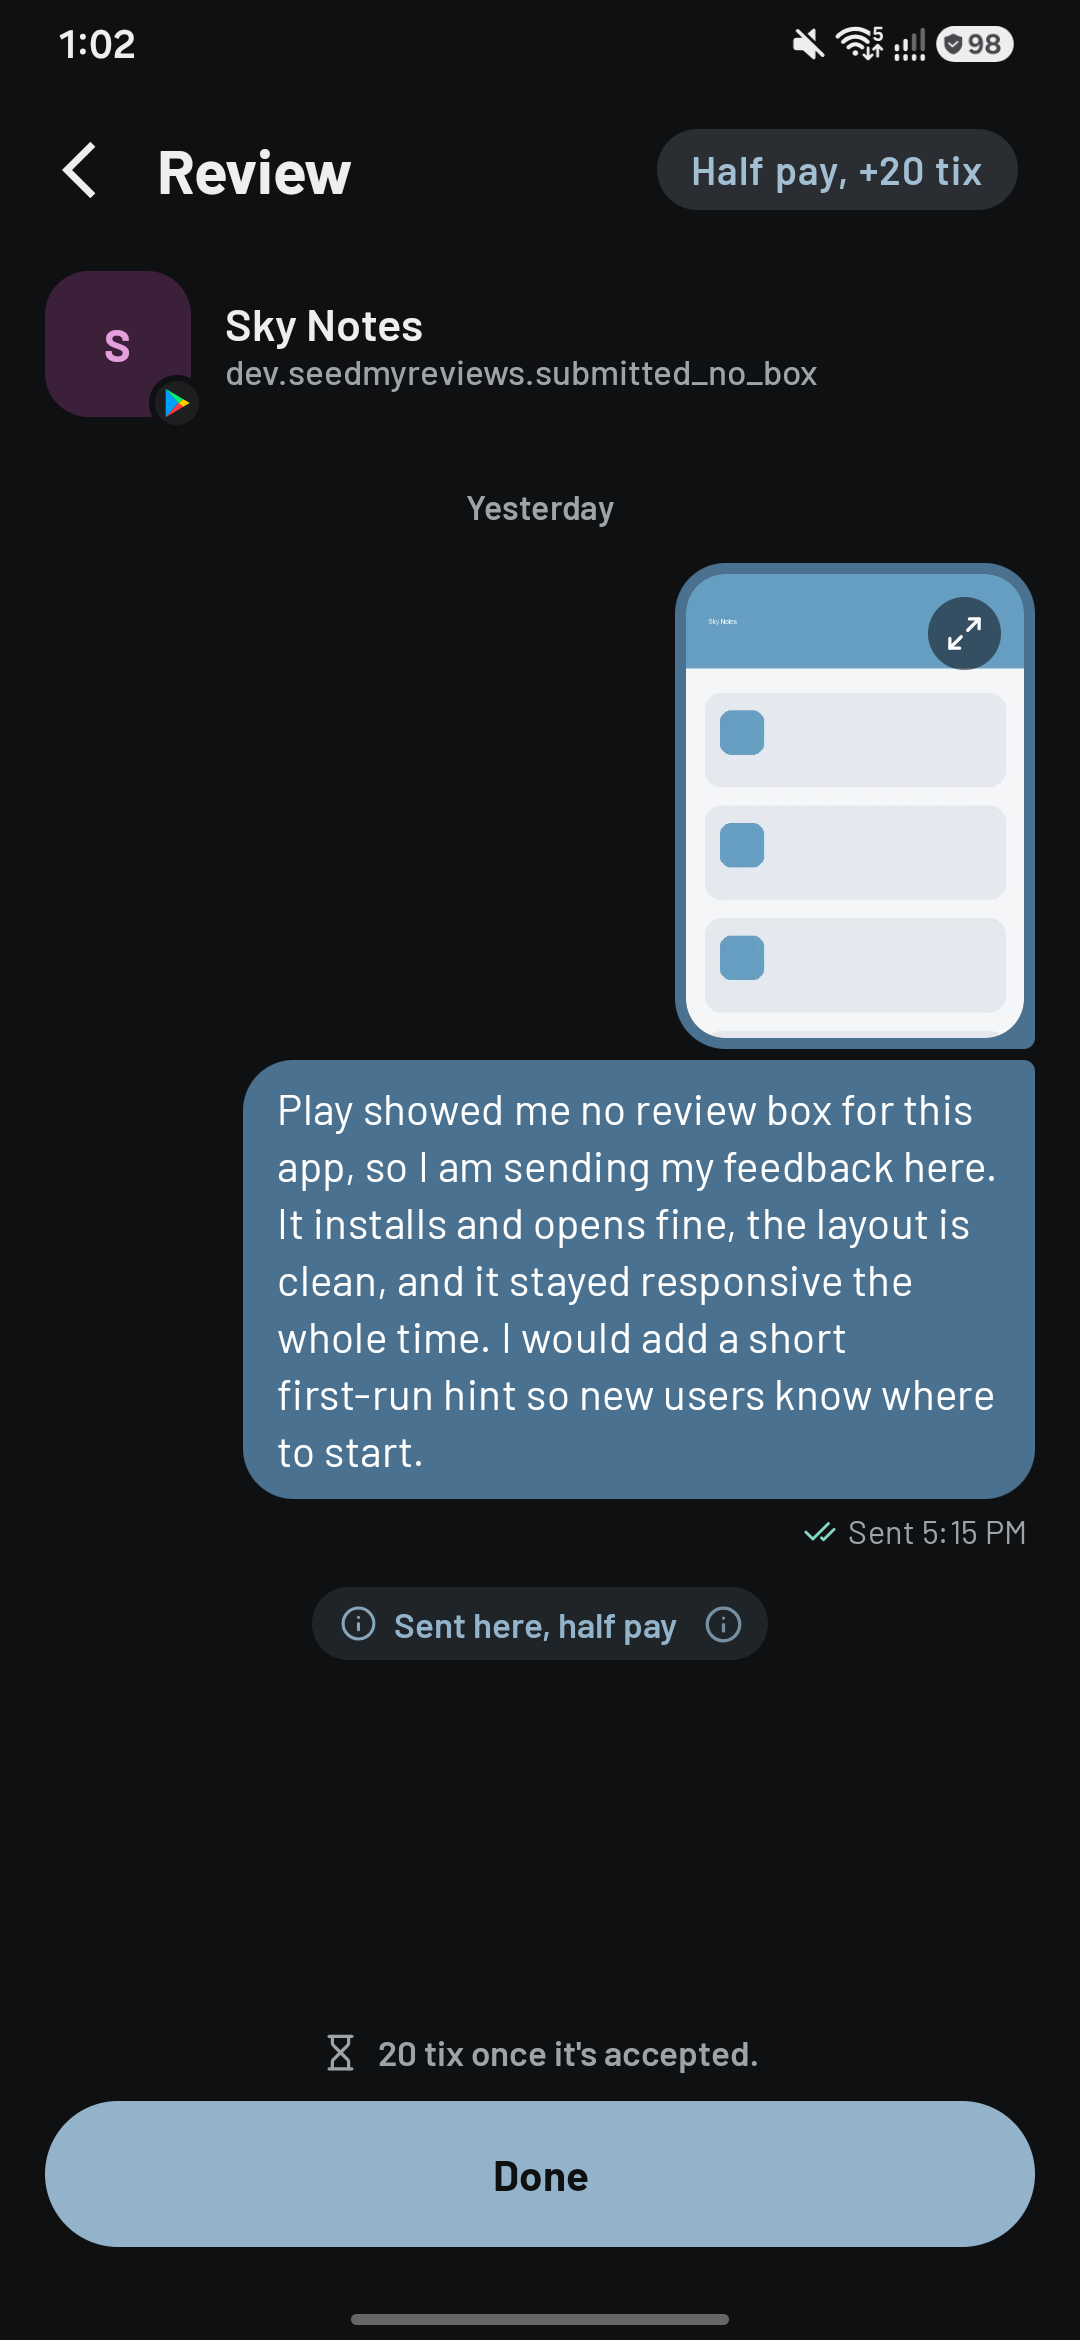 1:02
5
98
Review
Half pay, +20 tix
S
Sky Notes
dev.seedmyreviews.submitted_no_box
Yesterday
Sky Notes
Play showed me no review box for this
app, so I am sending my feedback here.
It installs and opens fine, the layout is
clean, and it stayed responsive the
whole time. I would add a short
first-run hint so new users know where
to start.
Sent 5:15 PM
Sent here, half pay
20 tix once it's accepted.
Done